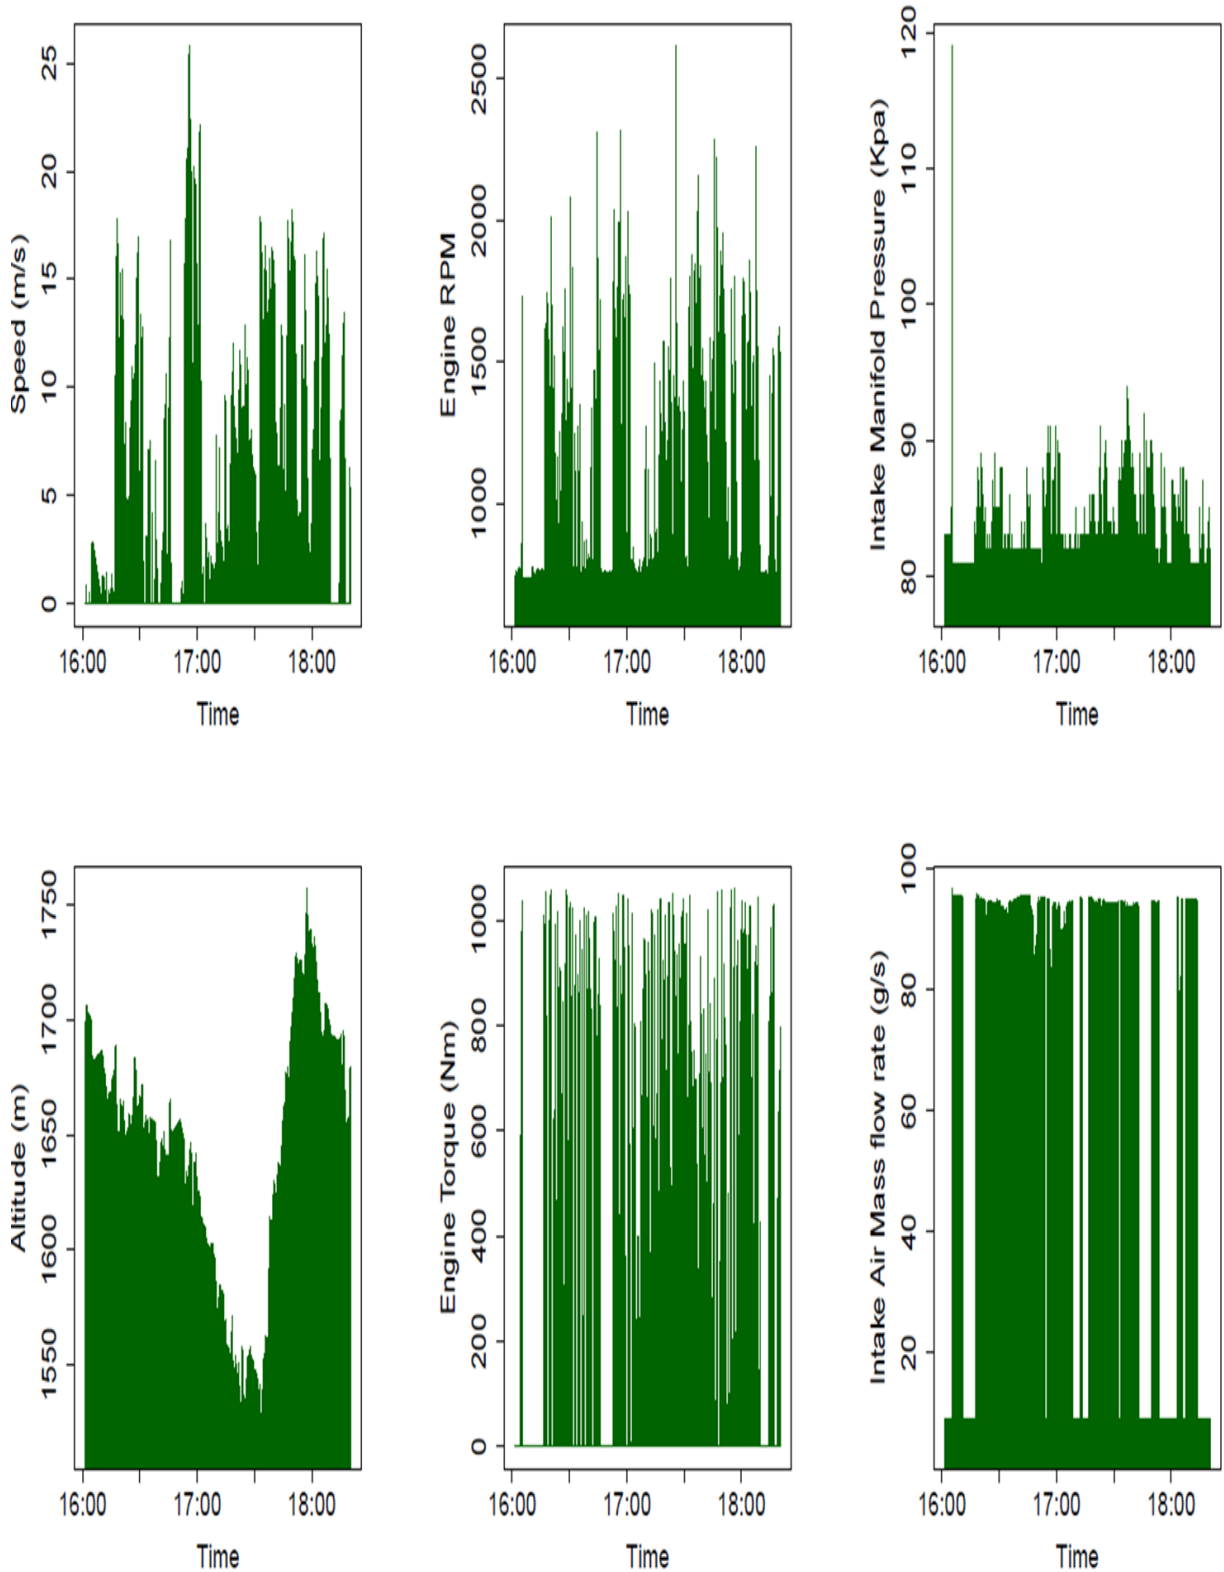 Speed (m/s)
25
20
15
10
5
0
16:00 17:00 18:00
Time
Engine RPM
2500
2000
1500
1000
16:00 17:00 18:00
Time
Intake Manifold Pressure (Kpa)
120
110
100
90
80
16:00 17:00 18:00
Time
Altitude (m)
1750
1700
1650
1600
1550
16:00 17:00 18:00
Time
Engine Torque (Nm)
1000
800
600
400
200
0
16:00 17:00 18:00
Time
Intake Air Mass flow rate (g/s)
100
80
60
40
20
16:00 17:00 18:00
Time